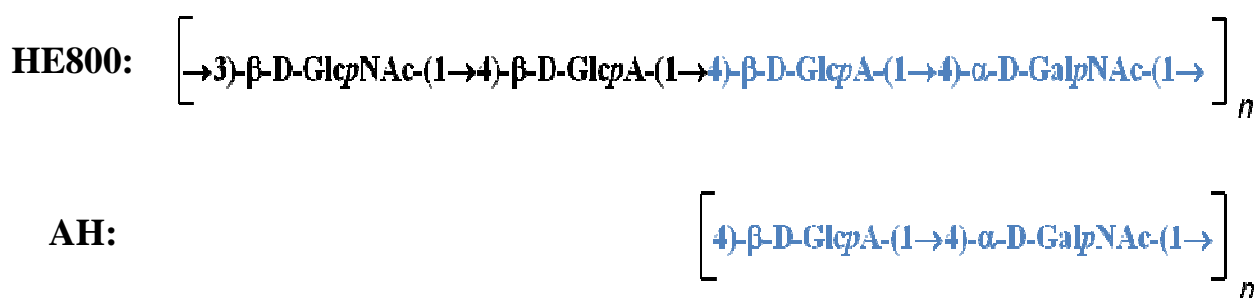 HE800: [→3)-β-D-GlcpNAc-(1→4)-β-D-GlcpA-(1→4)-β-D-GlcpA-(1→4)-α-D-GalpNAc-(1→]n
AH: [4)-β-D-GlcpA-(1→4)-α-D-GalpNAc-(1→]n